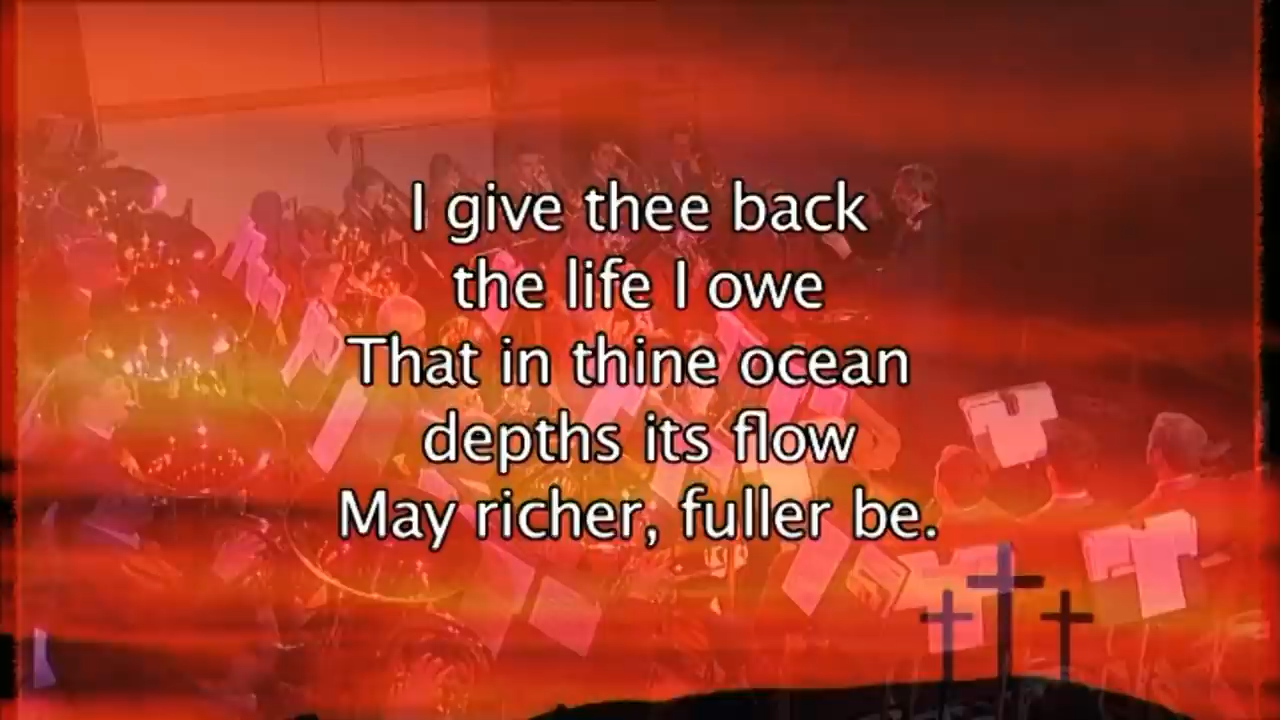 I give thee back
the life I owe
That in thine ocean
depths its flow
May richer, fuller be.